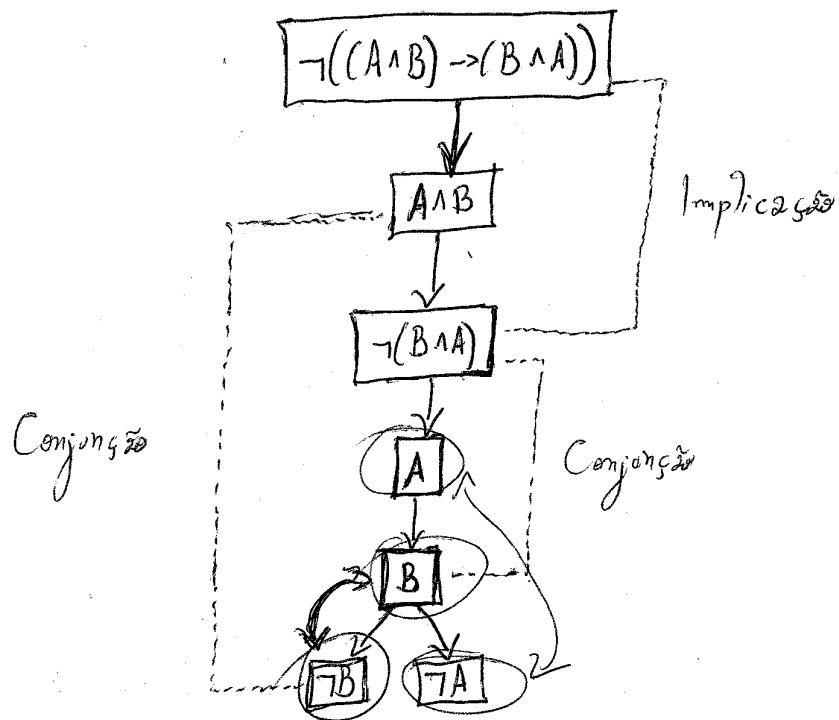 ¬((A∧B)→(B∧A))
A∧B
Implicação
¬(B∧A)
Conjunção
A
Conjunção
B
¬B
¬A